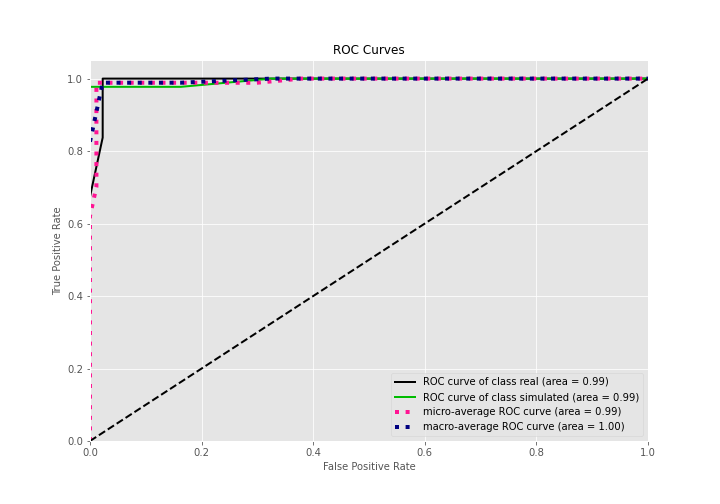 ROC Curves
True Positive Rate
1.0
0.8
0.6
0.4
0.2
0.0
0.0 0.2 0.4 0.6 0.8 1.0
False Positive Rate
ROC curve of class real (area = 0.99)
ROC curve of class simulated (area = 0.99)
micro-average ROC curve (area = 0.99)
macro-average ROC curve (area = 1.00)